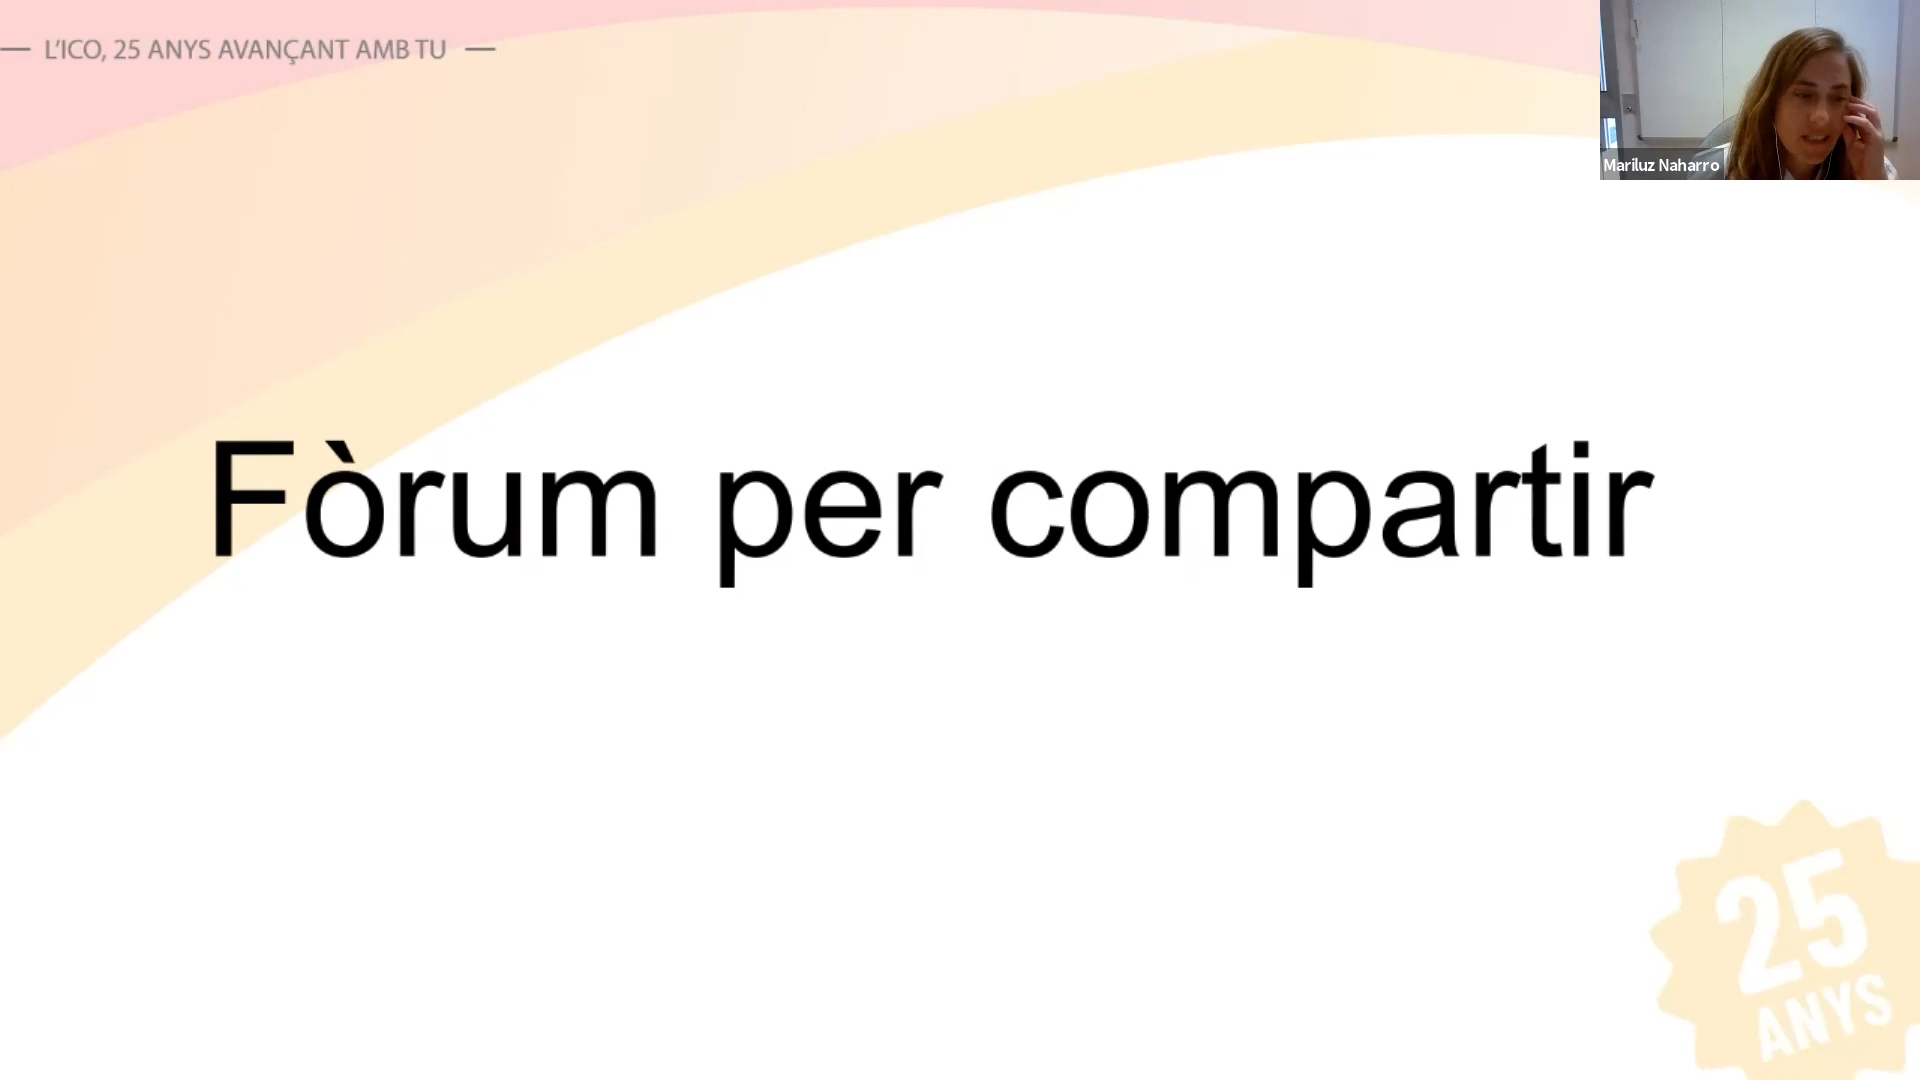 L'ICO, 25 ANYS AVANÇANT AMB TU
Mariluz Naharro
Fòrum per compartir
25
ANYS